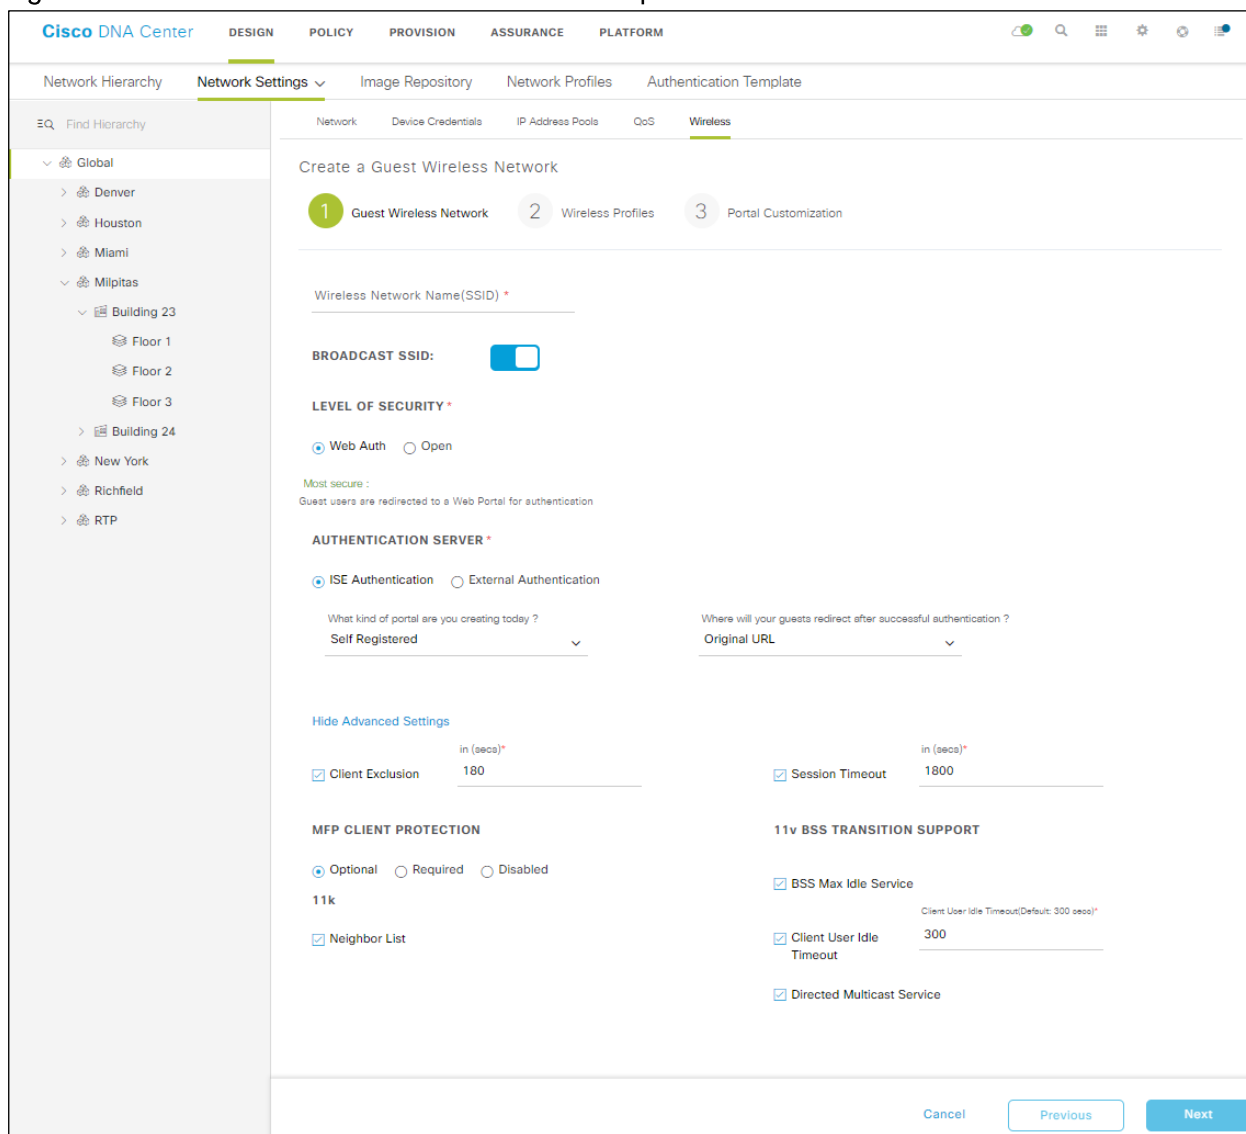 Cisco DNA Center DESIGN POLICY PROVISION ASSURANCE PLATFORM
Network Hierarchy Network Settings Image Repository Network Profiles Authentication Template
Find Hierarchy
Global
Denver
Houston
Miami
Milpitas
Building 23
Floor 1
Floor 2
Floor 3
Building 24
New York
Richfield
RTP
Network Device Credentials IP Address Pools QoS Wireless
Create a Guest Wireless Network
1 Guest Wireless Network 2 Wireless Profiles 3 Portal Customization
Wireless Network Name(SSID) *
BROADCAST SSID:
LEVEL OF SECURITY *
Web Auth Open
Most secure :
Guest users are redirected to a Web Portal for authentication
AUTHENTICATION SERVER *
ISE Authentication External Authentication
What kind of portal are you creating today ? Where will your guests redirect after successful authentication ?
Self Registered Original URL
Hide Advanced Settings
in (secs)* in (secs)*
Client Exclusion 180 Session Timeout 1800
MFP CLIENT PROTECTION 11v BSS TRANSITION SUPPORT
Optional Required Disabled
BSS Max Idle Service
11k
Client User Idle Timeout(Default: 300 secs)*
Neighbor List Client User Idle Timeout 300
Directed Multicast Service
Cancel Previous Next